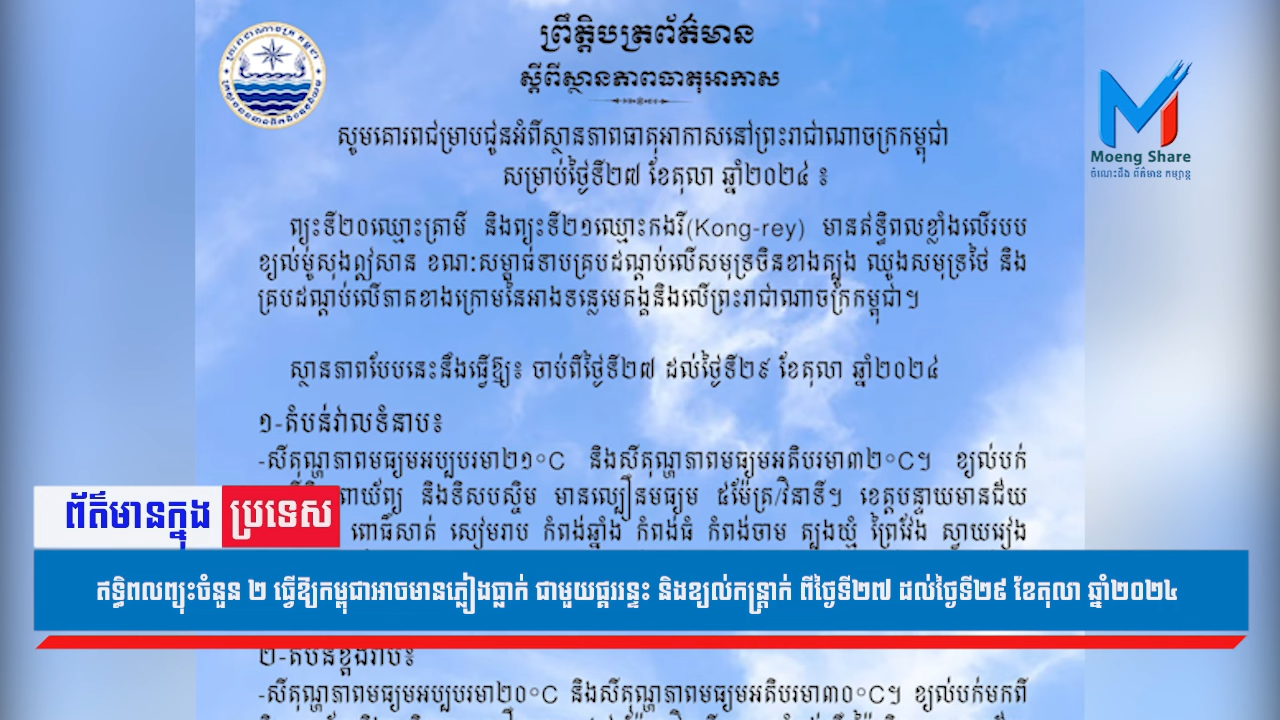 ព្រឹត្តិបត្រព័ត៌មាន
ស្តីពីស្ថានភាពធាតុអាកាស
សូមគោរពជម្រាបជូនអំពីស្ថានភាពធាតុអាកាសនៅព្រះរាជាណាចក្រកម្ពុជា
សម្រាប់ថ្ងៃទី២៧ ខែតុលា ឆ្នាំ២០២៤ ៖
Moeng Share
ចំណេះដឹង ព័ត៌មាន កម្សាន្ត
ព្យុះទី២០ឈ្មោះត្រាមី និងព្យុះទី២១ឈ្មោះកងរី(Kong-rey) មានឥទ្ធិពលខ្លាំងលើរបប
ខ្យល់មូសុងឦសាន ខណៈសម្ពាធទាបគ្របដណ្តប់លើសមុទ្រចិនខាងត្បូង ឈូងសមុទ្រថៃ និង
គ្របដណ្តប់លើភាគខាងក្រោមនៃអាងទន្លេមេគង្គនិងលើព្រះរាជាណាចក្រកម្ពុជា។
ស្ថានភាពបែបនេះនឹងធ្វើឱ្យ៖ ចាប់ពីថ្ងៃទី២៧ ដល់ថ្ងៃទី២៩ ខែតុលា ឆ្នាំ២០២៤
១-តំបន់វាលទំនាប៖
-សីតុណ្ហភាពមធ្យមអប្បបរមា២១°C និងសីតុណ្ហភាពមធ្យមអតិបរមា៣២°C។ ខ្យល់បក់
និងទិសបស្ចិម មានល្បឿនមធ្យម ៥ម៉ែត្រ/វិនាទី។ ខេត្តបន្ទាយមានជ័យ
ពោធិ៍សាត់ សៀមរាប កំពង់ឆ្នាំង កំពង់ធំ កំពង់ចាម ត្បូងឃ្មុំ ព្រៃវែង ស្វាយរៀង
ព័ត៌មានក្នុង ប្រទេស
ឥទ្ធិពលព្យុះចំនួន ២ ធ្វើឱ្យកម្ពុជាអាចមានភ្លៀងធ្លាក់ ជាមួយផ្គររន្ទះ និងខ្យល់កន្ត្រាក់ ពីថ្ងៃទី២៧ ដល់ថ្ងៃទី២៩ ខែតុលា ឆ្នាំ២០២៤
២-តំបន់ខ្ពង់រាប៖
-សីតុណ្ហភាពមធ្យមអប្បបរមា២០°C និងសីតុណ្ហភាពមធ្យមអតិបរមា៣០°C។ ខ្យល់បក់មកពី